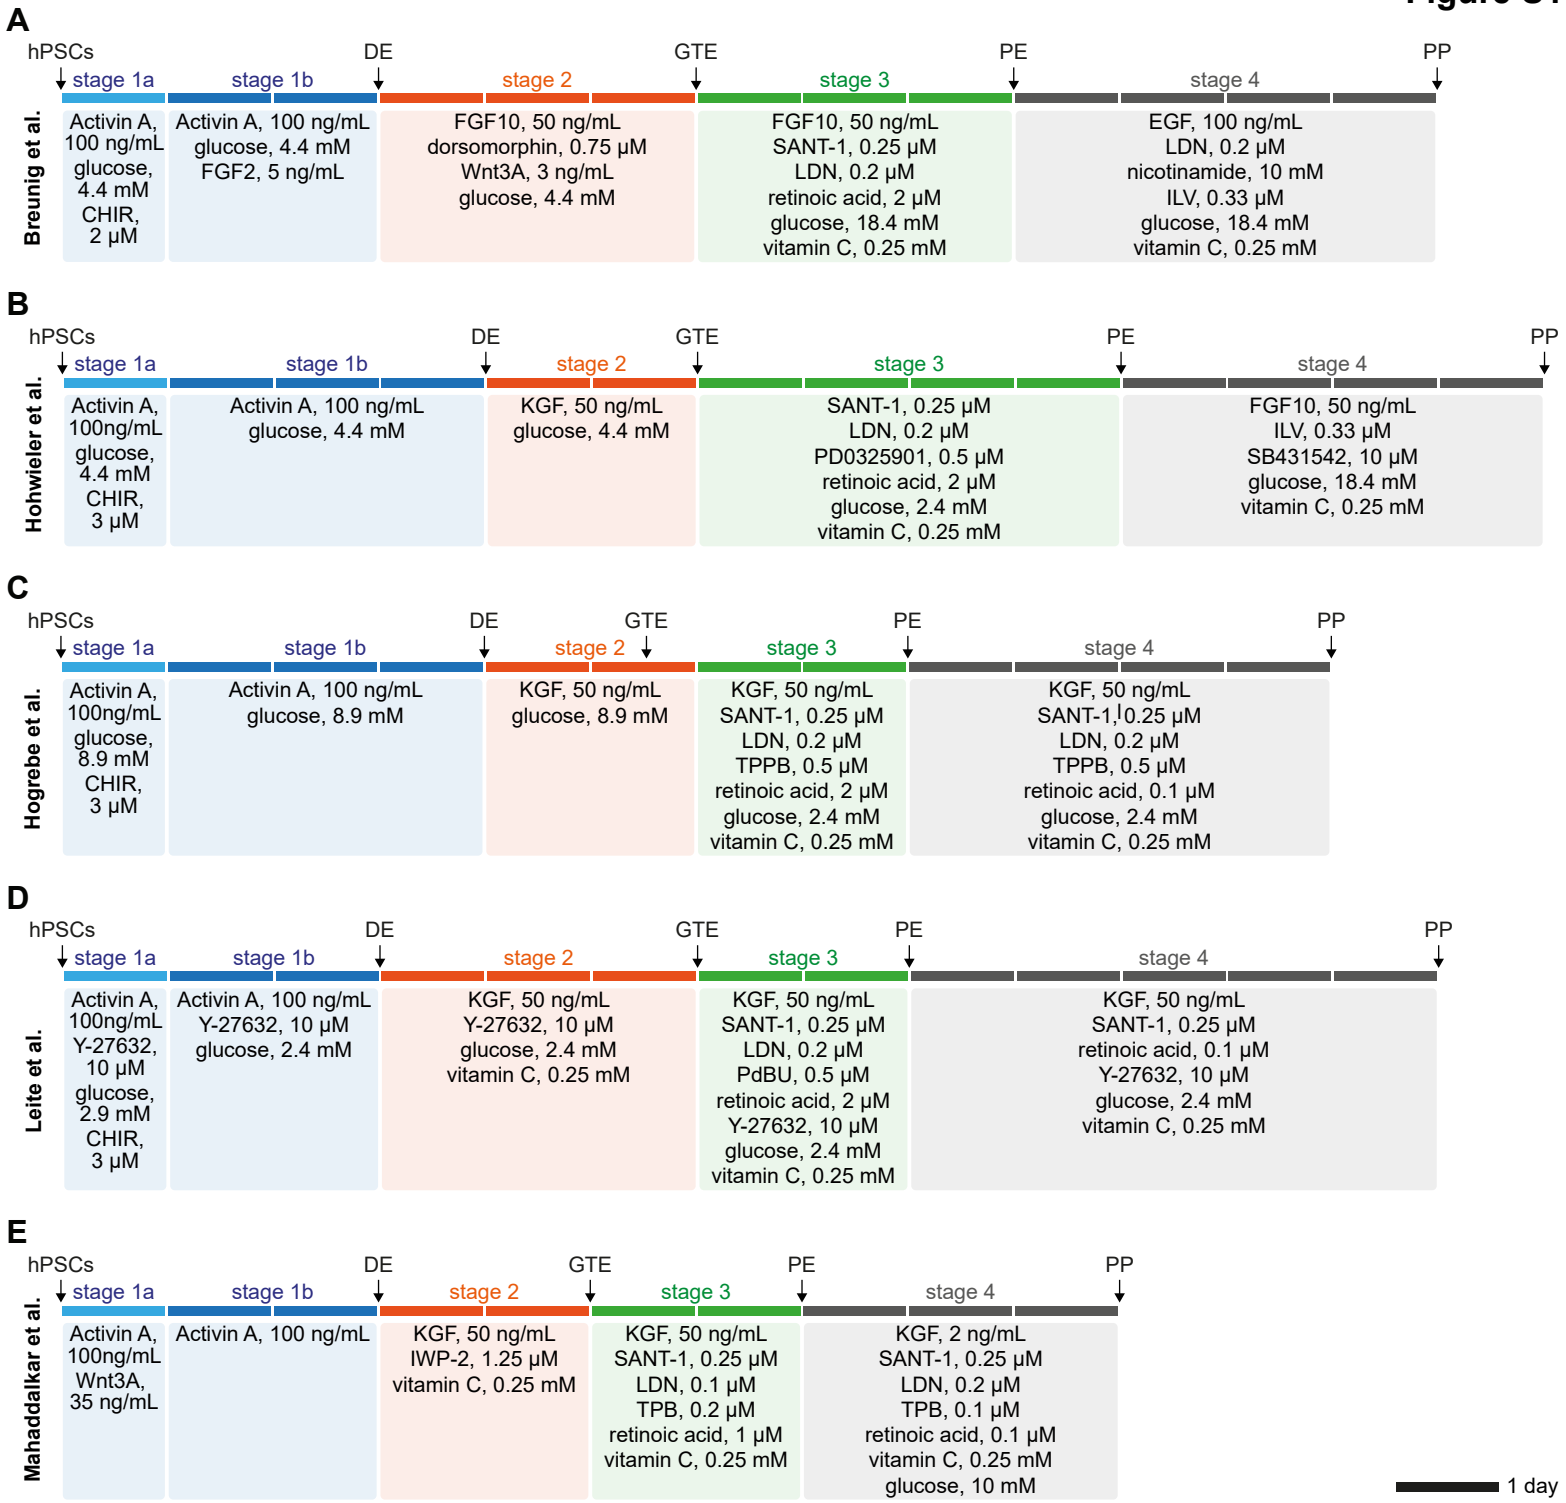 Figure S1
A
hPSCs DE GTE PE PP
stage 1a stage 1b stage 2 stage 3 stage 4
Breunig et al.
Activin A,
100 ng/mL
glucose,
4.4 mM
CHIR,
2 µM
Activin A, 100 ng/mL
glucose, 4.4 mM
FGF2, 5 ng/mL
FGF10, 50 ng/mL
dorsomorphin, 0.75 µM
Wnt3A, 3 ng/mL
glucose, 4.4 mM
FGF10, 50 ng/mL
SANT-1, 0.25 µM
LDN, 0.2 µM
retinoic acid, 2 µM
glucose, 18.4 mM
vitamin C, 0.25 mM
EGF, 100 ng/mL
LDN, 0.2 µM
nicotinamide, 10 mM
ILV, 0.33 µM
glucose, 18.4 mM
vitamin C, 0.25 mM
B
hPSCs DE GTE PE PP
stage 1a stage 1b stage 2 stage 3 stage 4
Hohwieler et al.
Activin A,
100ng/mL
glucose,
4.4 mM
CHIR,
3 µM
Activin A, 100 ng/mL
glucose, 4.4 mM
KGF, 50 ng/mL
glucose, 4.4 mM
SANT-1, 0.25 µM
LDN, 0.2 µM
PD0325901, 0.5 µM
retinoic acid, 2 µM
glucose, 2.4 mM
vitamin C, 0.25 mM
FGF10, 50 ng/mL
ILV, 0.33 µM
SB431542, 10 µM
glucose, 18.4 mM
vitamin C, 0.25 mM
C
hPSCs DE GTE PE PP
stage 1a stage 1b stage 2 stage 3 stage 4
Hogrebe et al.
Activin A,
100ng/mL
glucose,
8.9 mM
CHIR,
3 µM
Activin A, 100 ng/mL
glucose, 8.9 mM
KGF, 50 ng/mL
glucose, 8.9 mM
KGF, 50 ng/mL
SANT-1, 0.25 µM
LDN, 0.2 µM
TPPB, 0.5 µM
retinoic acid, 2 µM
glucose, 2.4 mM
vitamin C, 0.25 mM
KGF, 50 ng/mL
SANT-1, 0.25 µM
LDN, 0.2 µM
TPPB, 0.5 µM
retinoic acid, 0.1 µM
glucose, 2.4 mM
vitamin C, 0.25 mM
D
hPSCs DE GTE PE PP
stage 1a stage 1b stage 2 stage 3 stage 4
Leite et al.
Activin A,
100ng/mL
Y-27632,
10 µM
glucose,
2.9 mM
CHIR,
3 µM
Activin A, 100 ng/mL
Y-27632, 10 µM
glucose, 2.4 mM
KGF, 50 ng/mL
Y-27632, 10 µM
glucose, 2.4 mM
vitamin C, 0.25 mM
KGF, 50 ng/mL
SANT-1, 0.25 µM
LDN, 0.2 µM
PdBU, 0.5 µM
retinoic acid, 2 µM
Y-27632, 10 µM
glucose, 2.4 mM
vitamin C, 0.25 mM
KGF, 50 ng/mL
SANT-1, 0.25 µM
retinoic acid, 0.1 µM
Y-27632, 10 µM
glucose, 2.4 mM
vitamin C, 0.25 mM
E
hPSCs DE GTE PE PP
stage 1a stage 1b stage 2 stage 3 stage 4
Mahaddalkar et al.
Activin A,
100ng/mL
Wnt3A,
35 ng/mL
Activin A, 100 ng/mL
KGF, 50 ng/mL
IWP-2, 1.25 µM
vitamin C, 0.25 mM
KGF, 50 ng/mL
SANT-1, 0.25 µM
LDN, 0.1 µM
TPB, 0.2 µM
retinoic acid, 1 µM
vitamin C, 0.25 mM
KGF, 2 ng/mL
SANT-1, 0.25 µM
LDN, 0.2 µM
TPB, 0.1 µM
retinoic acid, 0.1 µM
vitamin C, 0.25 mM
glucose, 10 mM
1 day